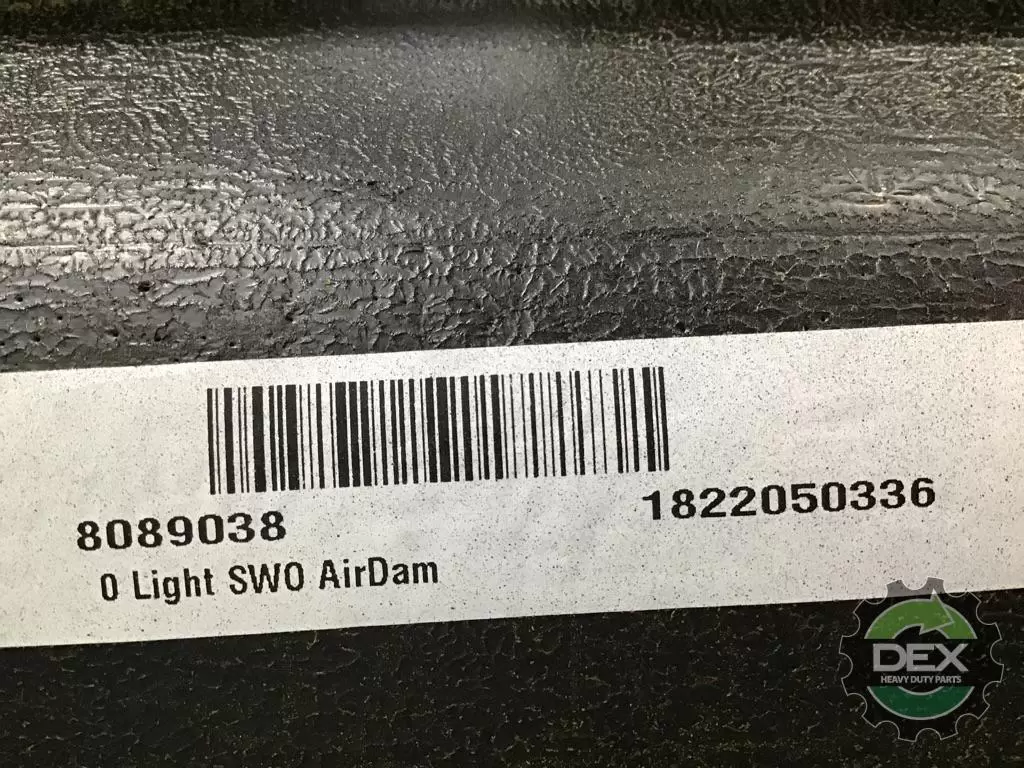 8089038
1822050336
0 Light SWO AirDam
DEX
HEAVY DUTY PARTS